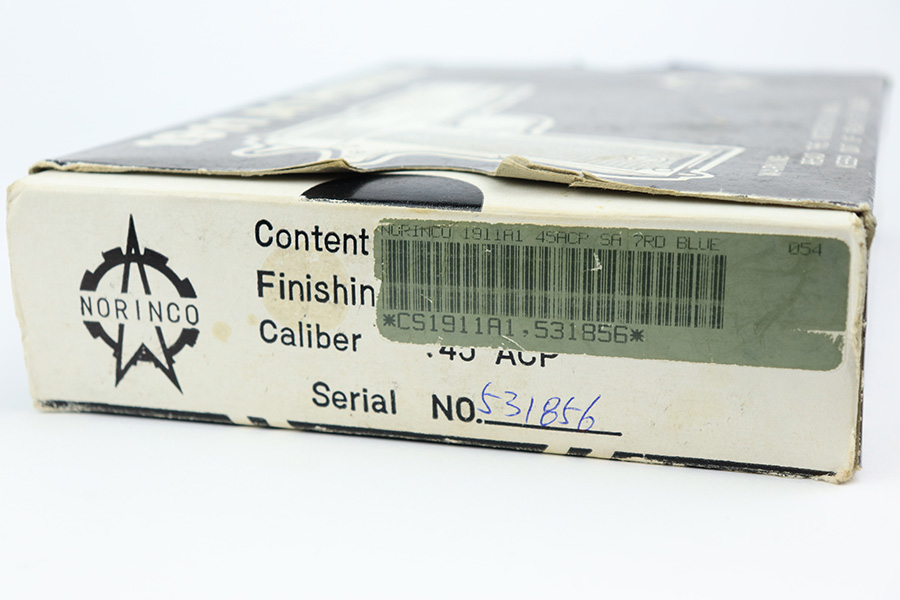 NORINCO
Content
NORINCO 1911A1 45ACP SA 7RD BLUE 054
Finishin
*CS1911A1,531856*
Caliber .45 ACP
Serial NO. 531856